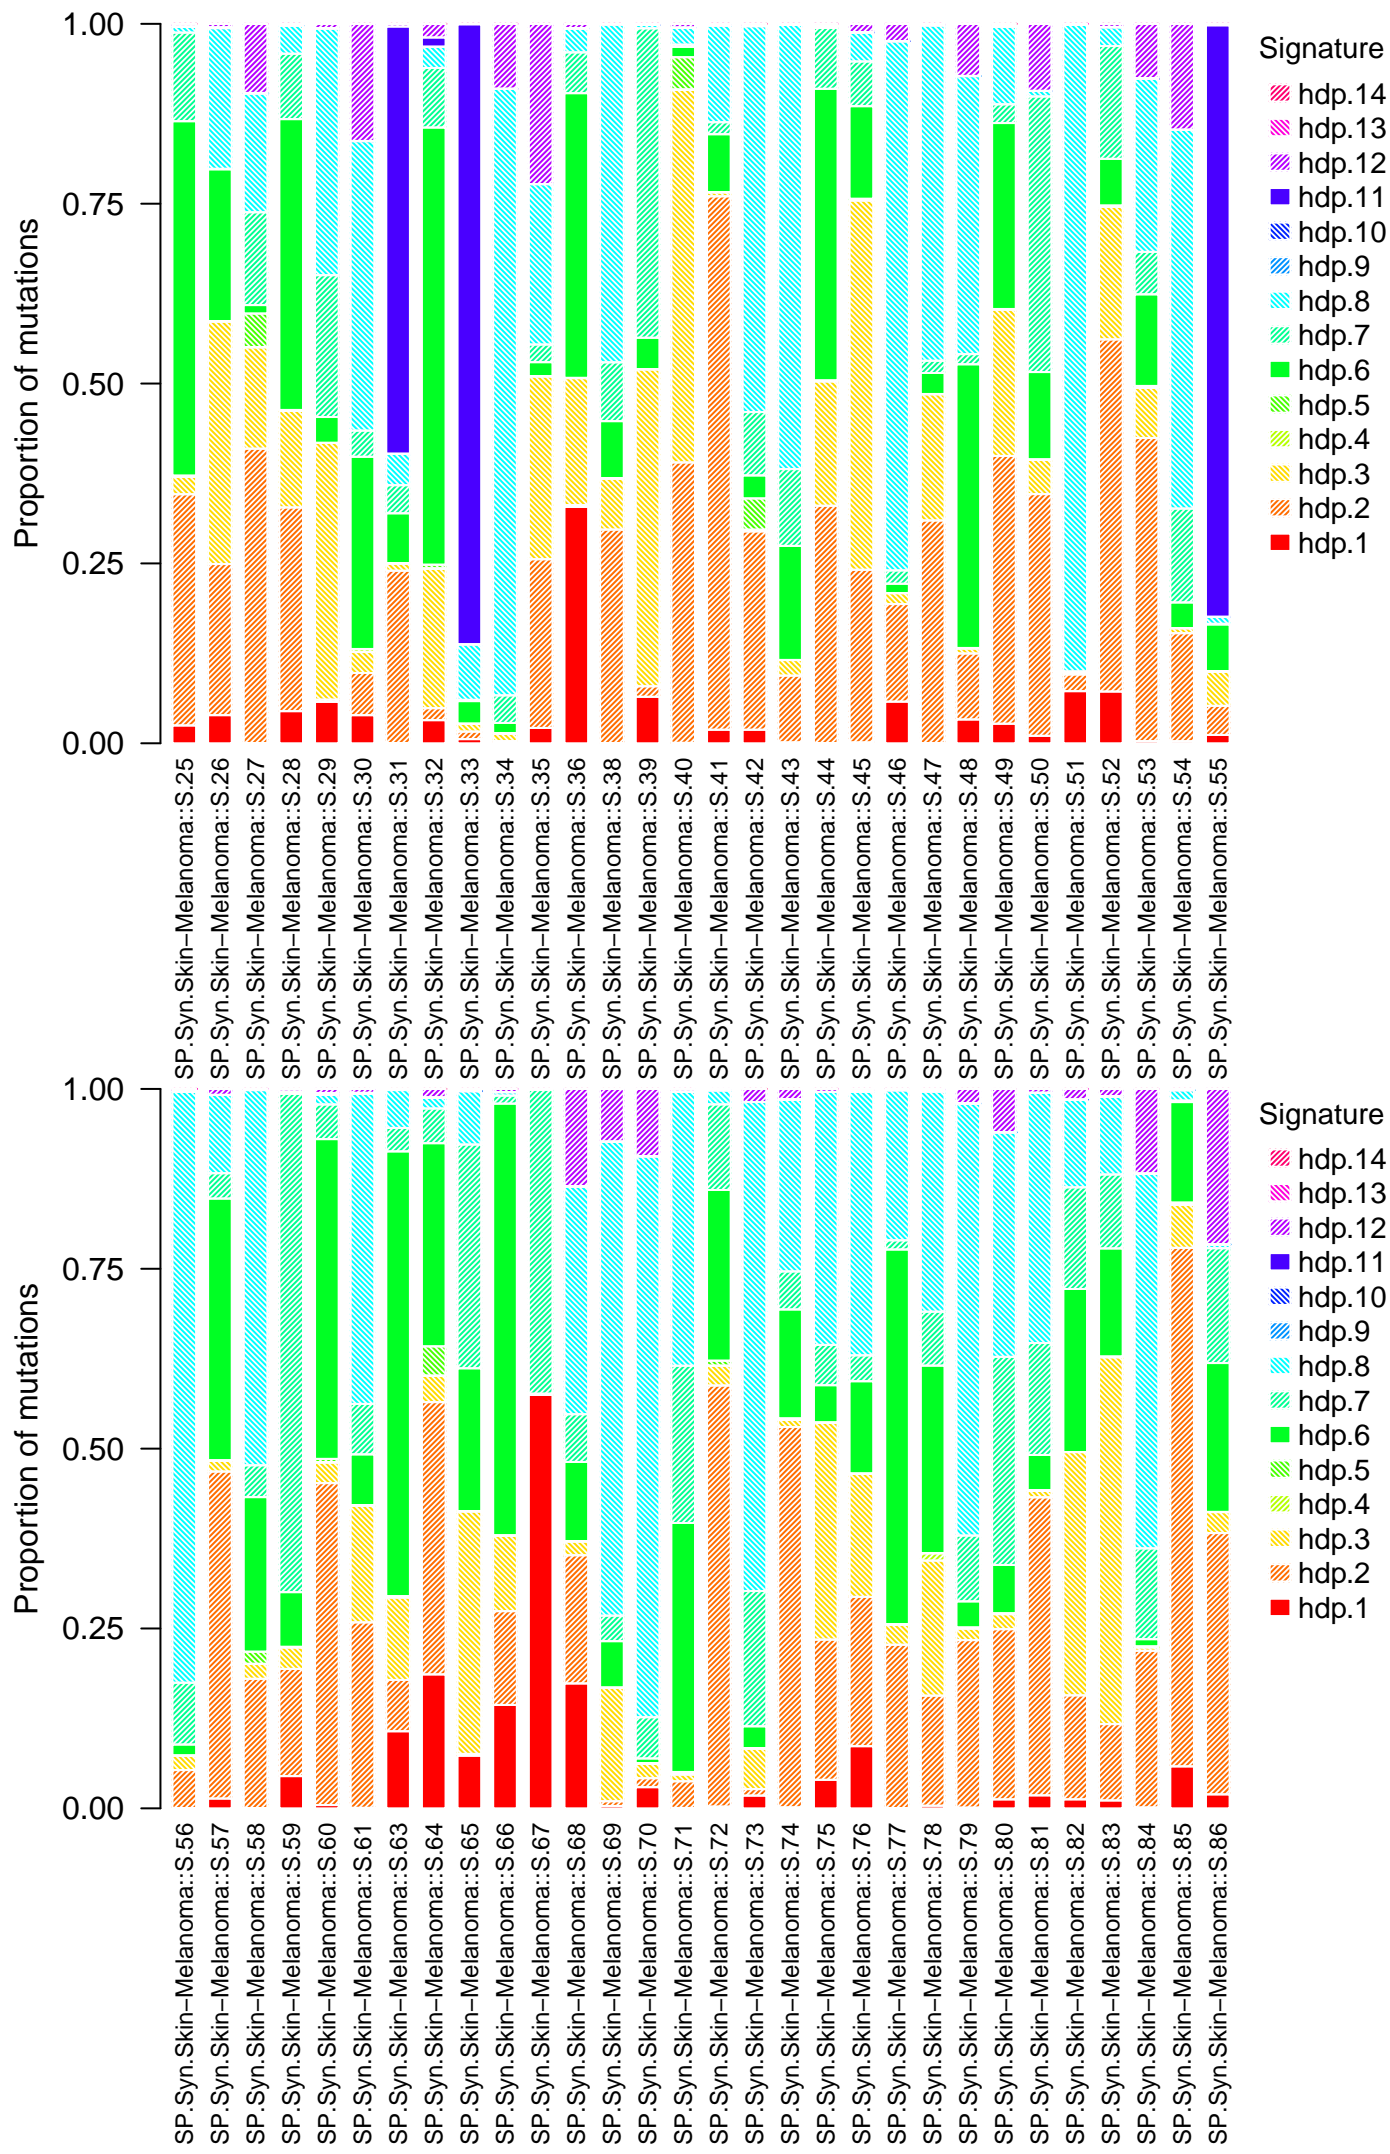 Proportion of mutations
1.00
0.75
0.50
0.25
0.00
SP.Syn.Skin−Melanoma::S.25
SP.Syn.Skin−Melanoma::S.26
SP.Syn.Skin−Melanoma::S.27
SP.Syn.Skin−Melanoma::S.28
SP.Syn.Skin−Melanoma::S.29
SP.Syn.Skin−Melanoma::S.30
SP.Syn.Skin−Melanoma::S.31
SP.Syn.Skin−Melanoma::S.32
SP.Syn.Skin−Melanoma::S.33
SP.Syn.Skin−Melanoma::S.34
SP.Syn.Skin−Melanoma::S.35
SP.Syn.Skin−Melanoma::S.36
SP.Syn.Skin−Melanoma::S.38
SP.Syn.Skin−Melanoma::S.39
SP.Syn.Skin−Melanoma::S.40
SP.Syn.Skin−Melanoma::S.41
SP.Syn.Skin−Melanoma::S.42
SP.Syn.Skin−Melanoma::S.43
SP.Syn.Skin−Melanoma::S.44
SP.Syn.Skin−Melanoma::S.45
SP.Syn.Skin−Melanoma::S.46
SP.Syn.Skin−Melanoma::S.47
SP.Syn.Skin−Melanoma::S.48
SP.Syn.Skin−Melanoma::S.49
SP.Syn.Skin−Melanoma::S.50
SP.Syn.Skin−Melanoma::S.51
SP.Syn.Skin−Melanoma::S.52
SP.Syn.Skin−Melanoma::S.53
SP.Syn.Skin−Melanoma::S.54
SP.Syn.Skin−Melanoma::S.55
Signature
hdp.14
hdp.13
hdp.12
hdp.11
hdp.10
hdp.9
hdp.8
hdp.7
hdp.6
hdp.5
hdp.4
hdp.3
hdp.2
hdp.1
Proportion of mutations
1.00
0.75
0.50
0.25
0.00
SP.Syn.Skin−Melanoma::S.56
SP.Syn.Skin−Melanoma::S.57
SP.Syn.Skin−Melanoma::S.58
SP.Syn.Skin−Melanoma::S.59
SP.Syn.Skin−Melanoma::S.60
SP.Syn.Skin−Melanoma::S.61
SP.Syn.Skin−Melanoma::S.63
SP.Syn.Skin−Melanoma::S.64
SP.Syn.Skin−Melanoma::S.65
SP.Syn.Skin−Melanoma::S.66
SP.Syn.Skin−Melanoma::S.67
SP.Syn.Skin−Melanoma::S.68
SP.Syn.Skin−Melanoma::S.69
SP.Syn.Skin−Melanoma::S.70
SP.Syn.Skin−Melanoma::S.71
SP.Syn.Skin−Melanoma::S.72
SP.Syn.Skin−Melanoma::S.73
SP.Syn.Skin−Melanoma::S.74
SP.Syn.Skin−Melanoma::S.75
SP.Syn.Skin−Melanoma::S.76
SP.Syn.Skin−Melanoma::S.77
SP.Syn.Skin−Melanoma::S.78
SP.Syn.Skin−Melanoma::S.79
SP.Syn.Skin−Melanoma::S.80
SP.Syn.Skin−Melanoma::S.81
SP.Syn.Skin−Melanoma::S.82
SP.Syn.Skin−Melanoma::S.83
SP.Syn.Skin−Melanoma::S.84
SP.Syn.Skin−Melanoma::S.85
SP.Syn.Skin−Melanoma::S.86
Signature
hdp.14
hdp.13
hdp.12
hdp.11
hdp.10
hdp.9
hdp.8
hdp.7
hdp.6
hdp.5
hdp.4
hdp.3
hdp.2
hdp.1